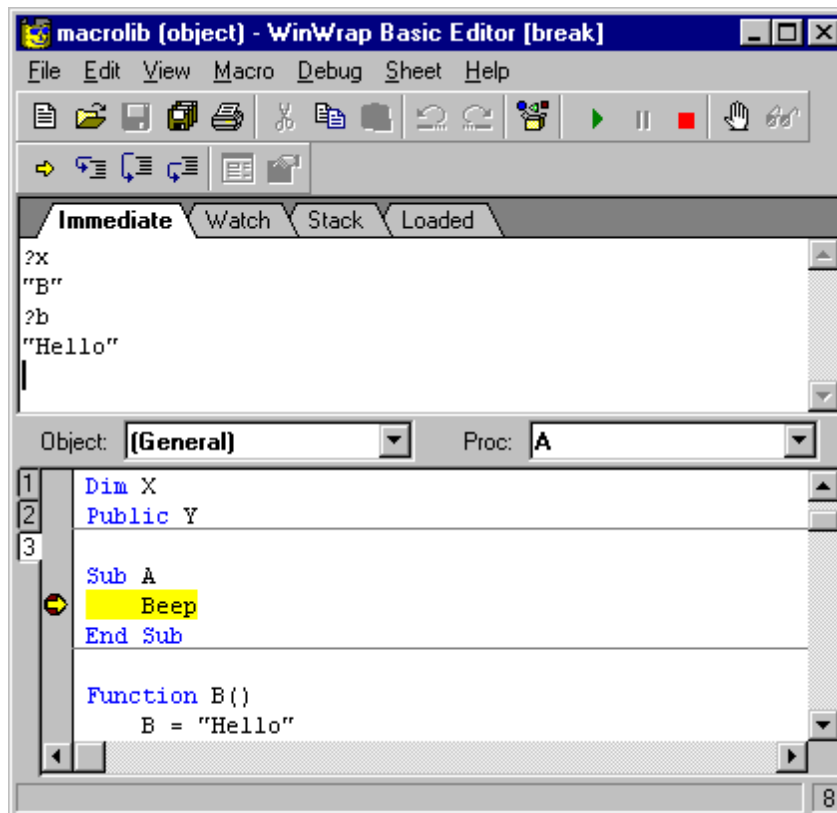 macrolib (object) - WinWrap Basic Editor [break]
File Edit View Macro Debug Sheet Help
Immediate Watch Stack Loaded
?x
"B"
?b
"Hello"
Object: (General) Proc: A
1
2
3
Dim X
Public Y
Sub A
Beep
End Sub
Function B()
B = "Hello"
8